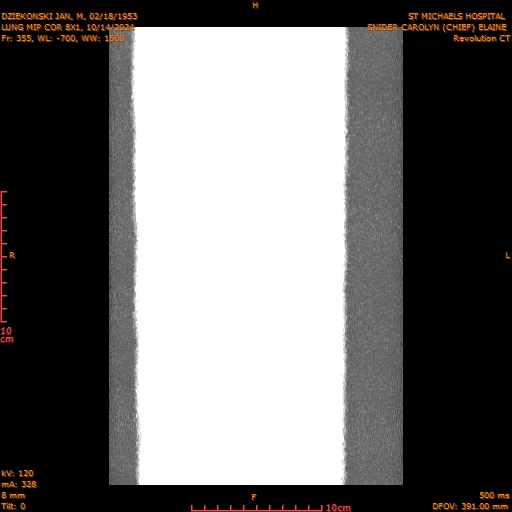 H
DZIEKONSKI JAN, M, 02/18/1953
ST MICHAELS HOSPITAL
LUNG MIP COR 8X1, 10/14/2024
SNIDER CAROLYN (CHIEF) ELAINE
Fr: 355, WL: -700, WW: 1500
Revolution CT
R
L
10
cm
kV: 120
mA: 328
8 mm
F
500 ms
Tilt: 0
10cm
DFOV: 391.00 mm